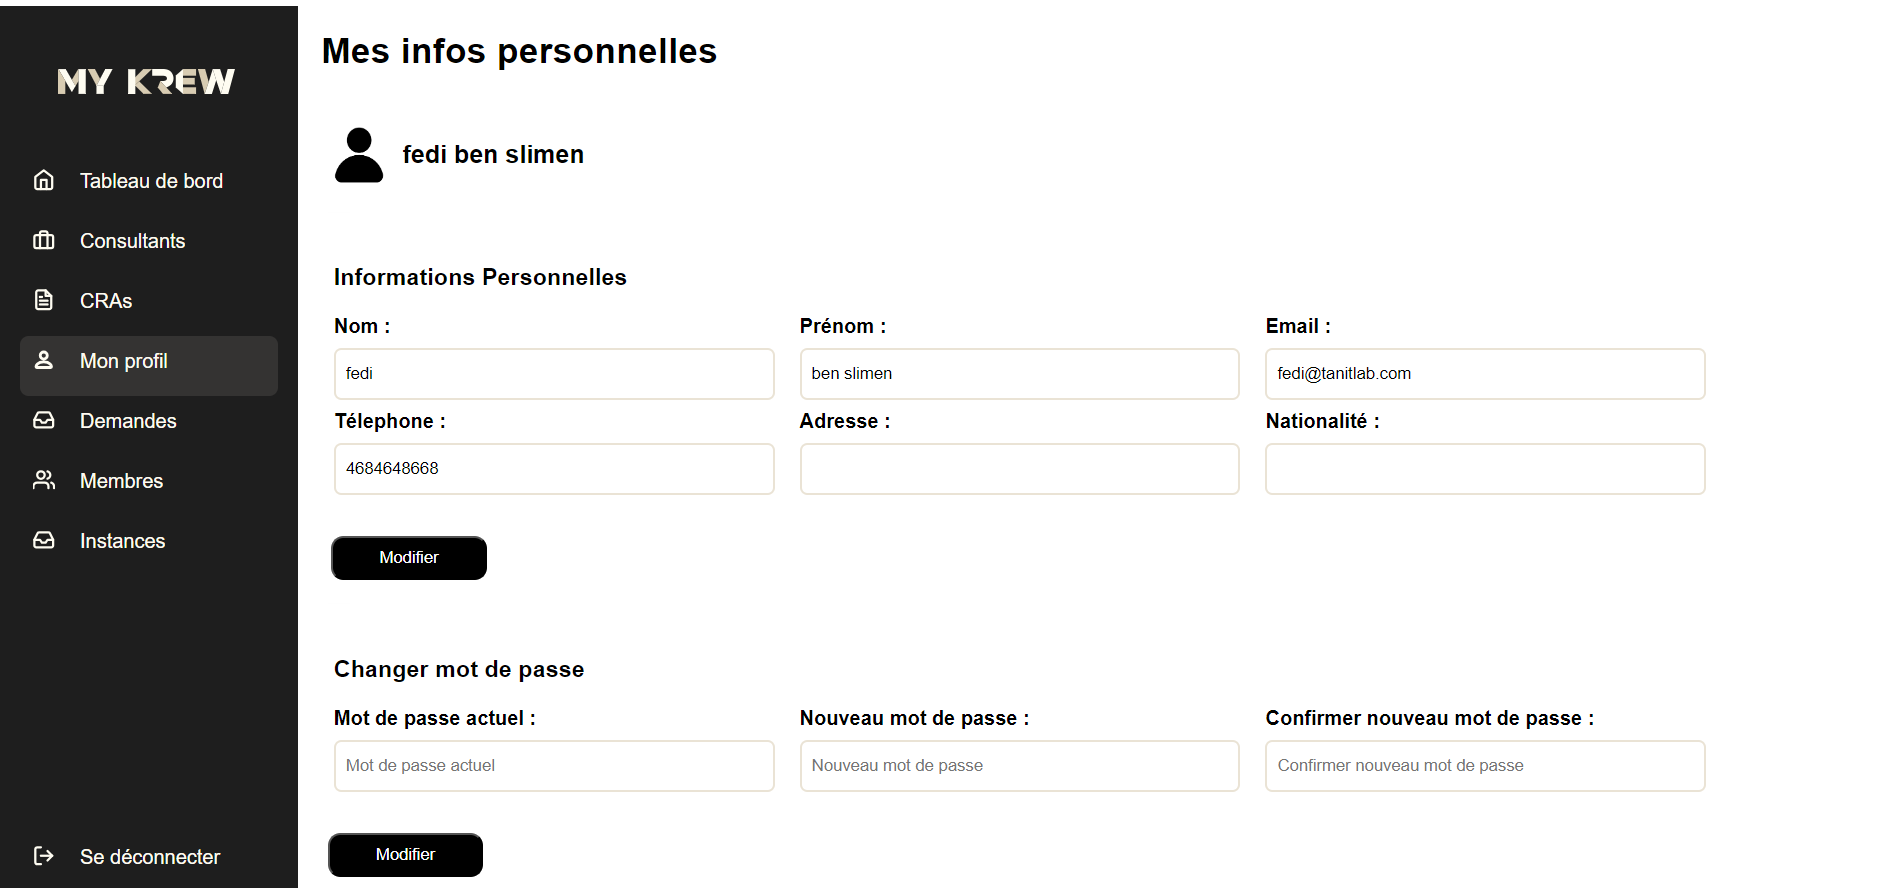 MY KREW
Tableau de bord
Consultants
CRAs
Mon profil
Demandes
Membres
Instances
Se déconnecter
Mes infos personnelles
fedi ben slimen
Informations Personnelles
Nom : Prénom : Email :
fedi ben slimen fedi@tanitlab.com
Télephone : Adresse : Nationalité :
4684648668
Modifier
Changer mot de passe
Mot de passe actuel : Nouveau mot de passe : Confirmer nouveau mot de passe :
Mot de passe actuel Nouveau mot de passe Confirmer nouveau mot de passe
Modifier